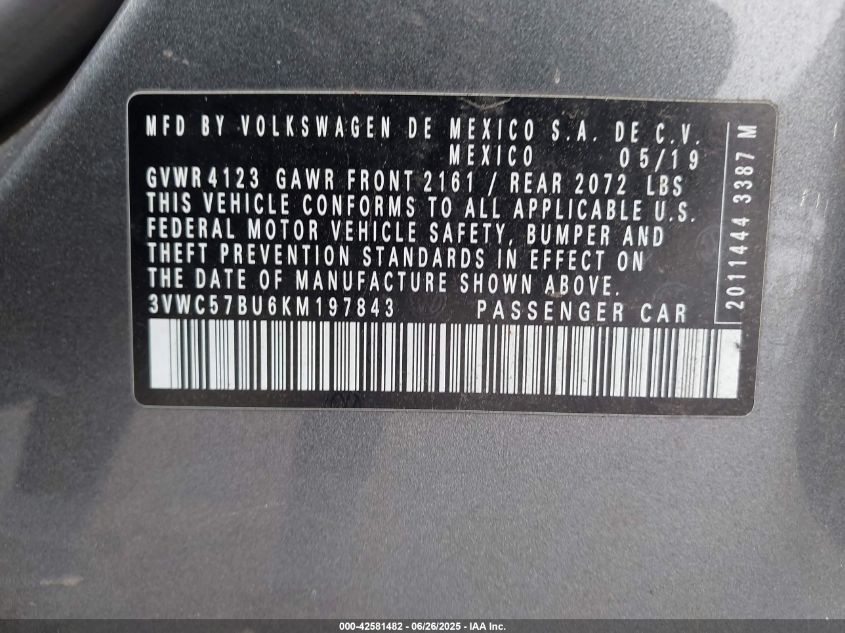 MFD BY VOLKSWAGEN DE MEXICO S.A. DE C.V.
MEXICO 05/19
GVWR 4123 GAWR FRONT 2161 / REAR 2072 LBS
THIS VEHICLE CONFORMS TO ALL APPLICABLE U.S.
FEDERAL MOTOR VEHICLE SAFETY, BUMPER AND
THEFT PREVENTION STANDARDS IN EFFECT ON
THE DATE OF MANUFACTURE SHOWN ABOVE.
3VWC57BU6KM197843 PASSENGER CAR
2011444 3387 M
000-42581482 - 06/26/2025 - IAA Inc.